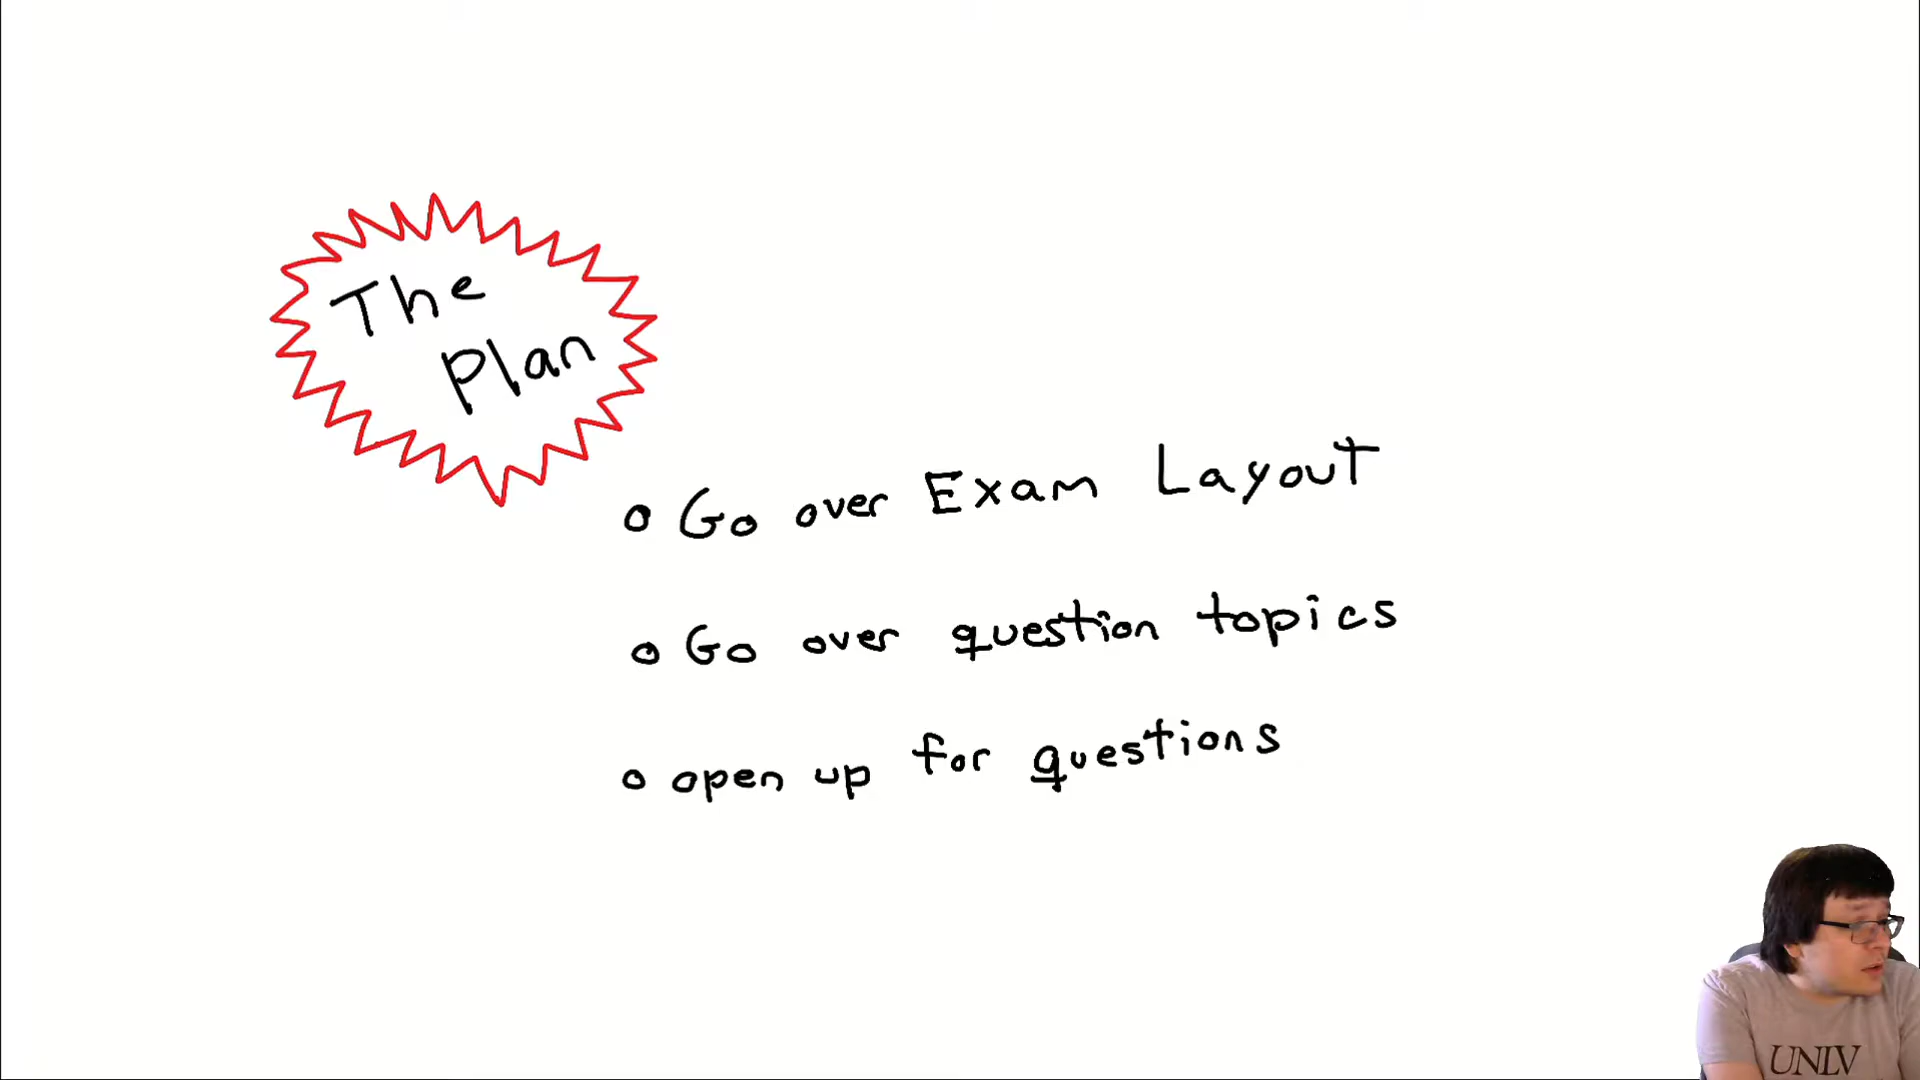 The
Plan
Go over Exam Layout
Go over question topics
open up for questions
UNLV